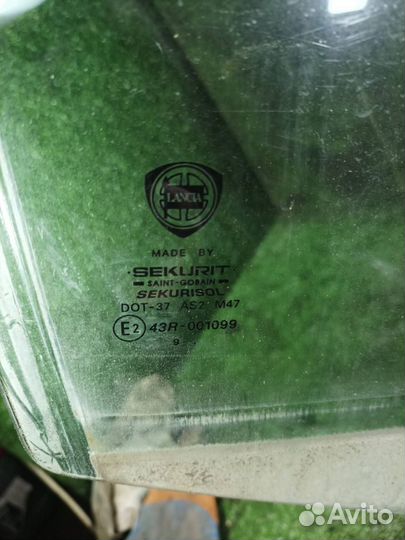 LANCIA
MADE BY
SEKURIT
SAINT-GOBAIN
SEKURISOL
DOT-37 AS2 M47
E2 43R-001099
9
Avito